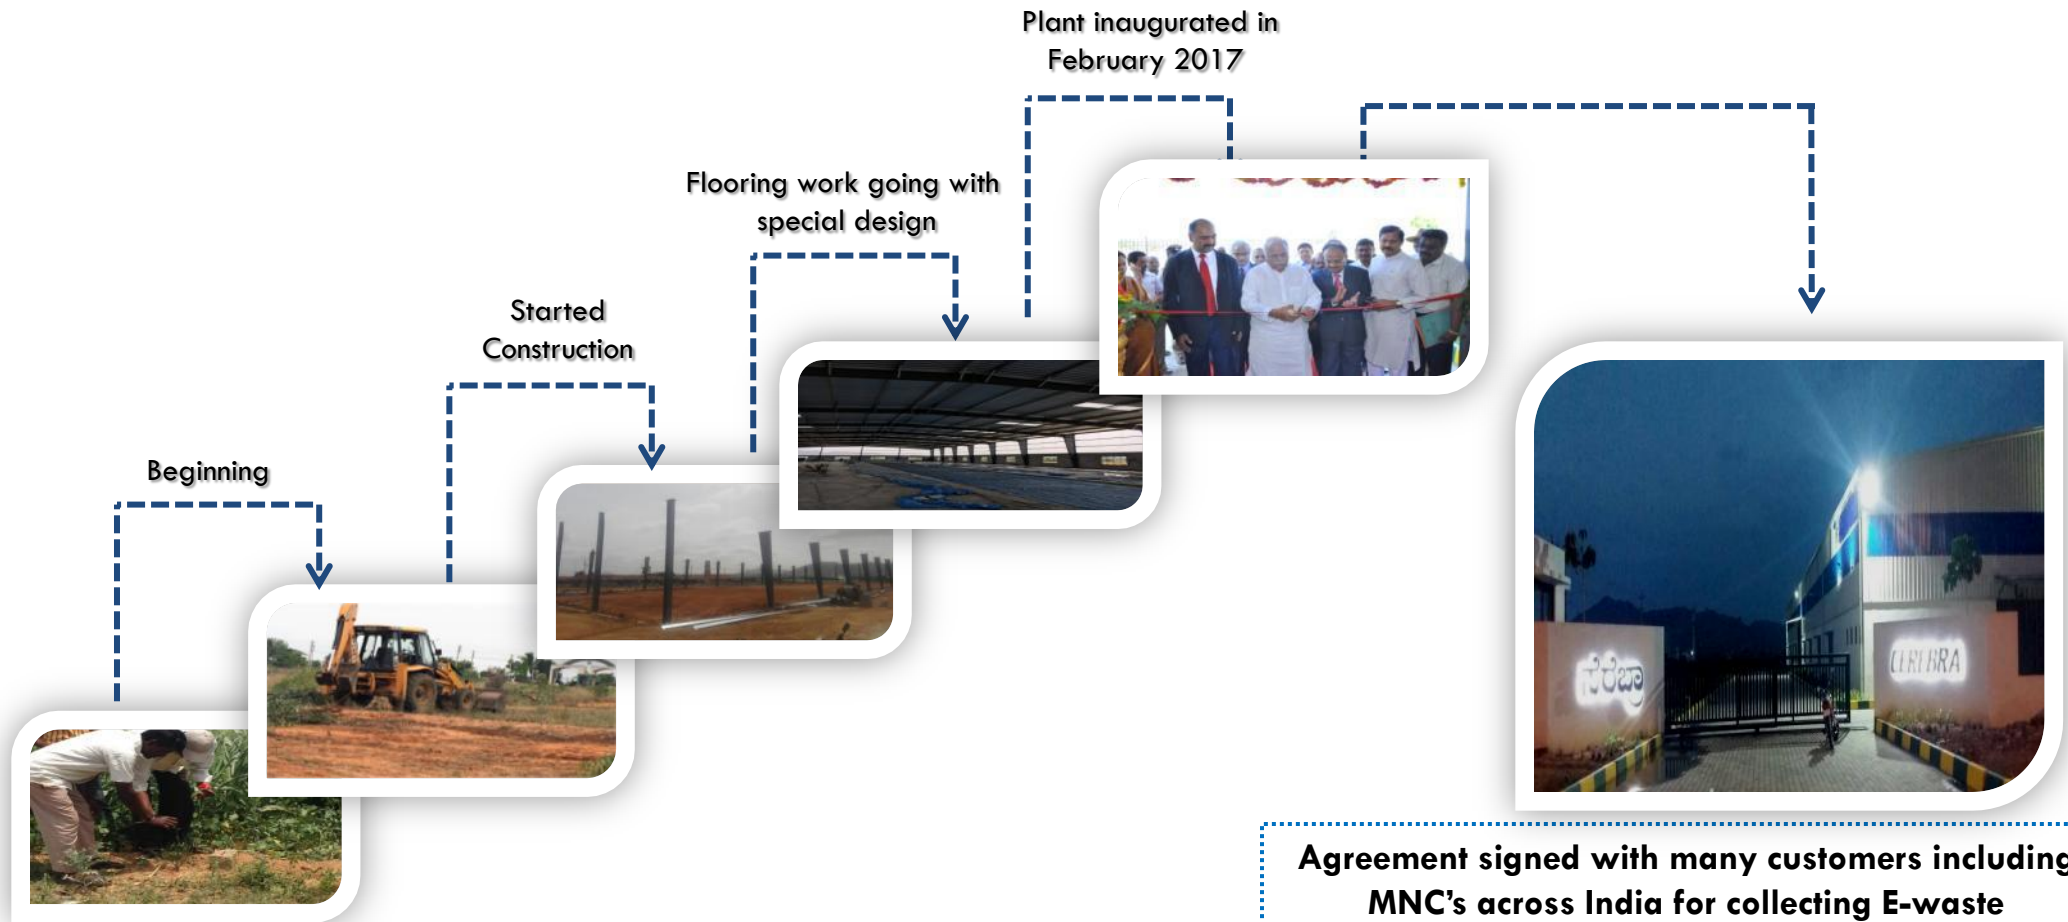 Plant inaugurated in
February 2017
Flooring work going with
special design
Started
Construction
Beginning
ಸೆರೆಬ್ರಾ
CEREBRA
Agreement signed with many customers including
MNC's across India for collecting E-waste